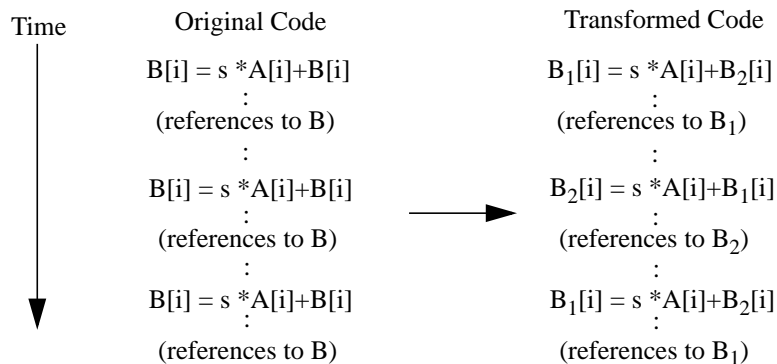 Time Original Code Transformed Code
B[i] = s *A[i]+B[i] B₁[i] = s *A[i]+B₂[i]
: :
(references to B) (references to B₁)
: :
B[i] = s *A[i]+B[i] B₂[i] = s *A[i]+B₁[i]
: :
(references to B) (references to B₂)
: :
B[i] = s *A[i]+B[i] B₁[i] = s *A[i]+B₂[i]
: :
(references to B) (references to B₁)